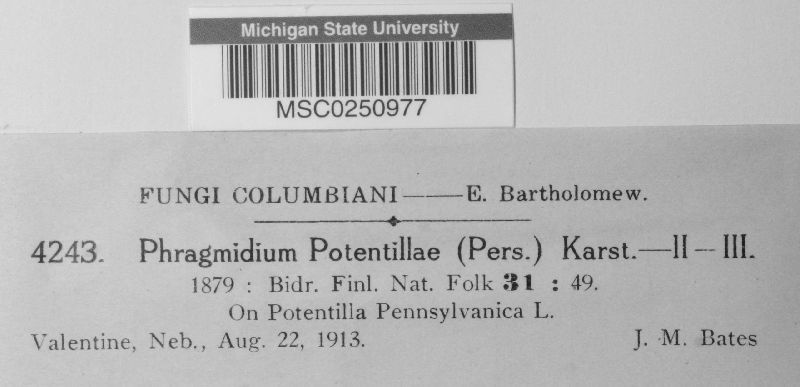 Michigan State University
MSC0250977
FUNGI COLUMBIANI——E. Bartholomew.
4243. Phragmidium Potentillae (Pers.) Karst.—II–III.
1879 : Bidr. Finl. Nat. Folk 31 : 49.
On Potentilla Pennsylvanica L.
Valentine, Neb., Aug. 22, 1913. J. M. Bates